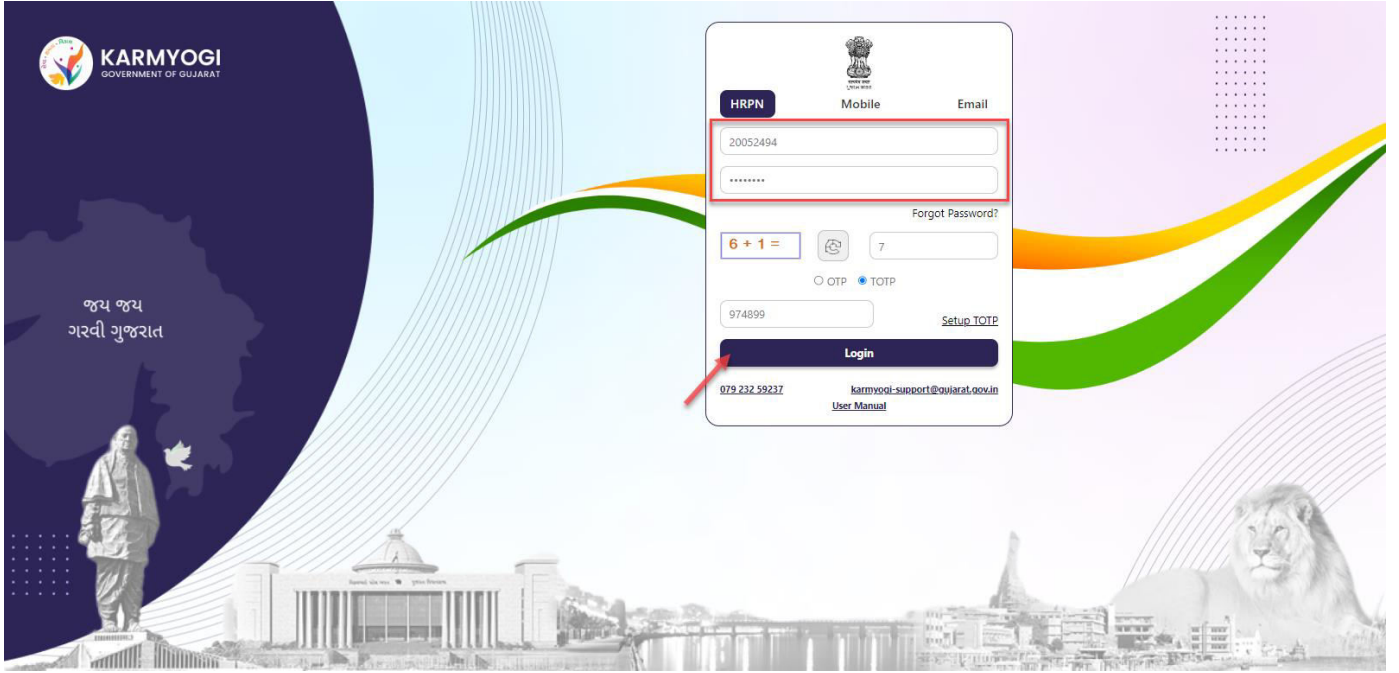 KARMYOGI
GOVERNMENT OF GUJARAT
જય જય
ગરવી ગુજરાત
HRPN Mobile Email
20052494
••••••••
Forgot Password?
6 + 1 = 7
OTP TOTP
974899 Setup TOTP
Login
079 232 59237 karmyogi-support@gujarat.gov.in
User Manual